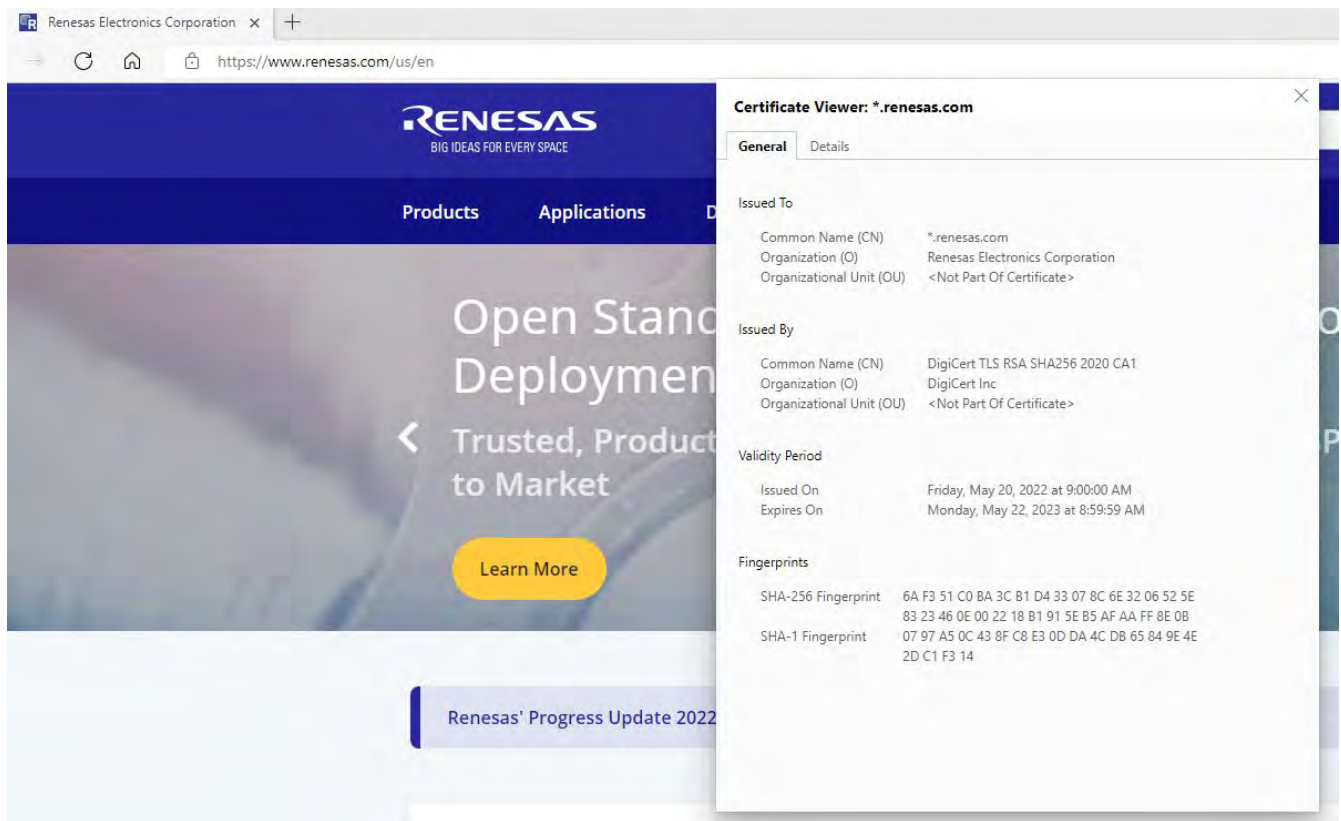 Renesas Electronics Corporation
https://www.renesas.com/us/en
RENESAS
BIG IDEAS FOR EVERY SPACE
Products Applications D
Open Stand
Deploymen
Trusted, Product
to Market
Learn More
Renesas' Progress Update 2022
Certificate Viewer: *.renesas.com
General Details
Issued To
Common Name (CN) *.renesas.com
Organization (O) Renesas Electronics Corporation
Organizational Unit (OU) <Not Part Of Certificate>
Issued By
Common Name (CN) DigiCert TLS RSA SHA256 2020 CA1
Organization (O) DigiCert Inc
Organizational Unit (OU) <Not Part Of Certificate>
Validity Period
Issued On Friday, May 20, 2022 at 9:00:00 AM
Expires On Monday, May 22, 2023 at 8:59:59 AM
Fingerprints
SHA-256 Fingerprint 6A F3 51 C0 BA 3C B1 D4 33 07 8C 6E 32 06 52 5E
83 23 46 0E 00 22 18 B1 91 5E B5 AF AA FF 8E 0B
SHA-1 Fingerprint 07 97 A5 0C 43 8F C8 E3 0D DA 4C DB 65 84 9E 4E
2D C1 F3 14